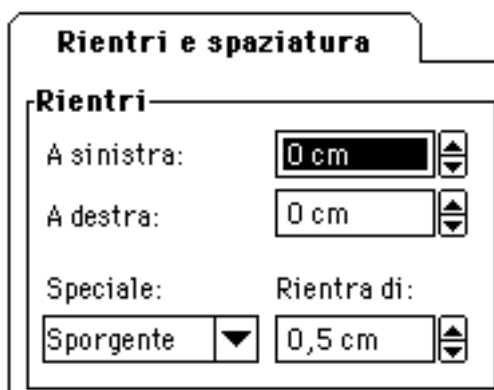 Rientri e spaziatura
Rientri
A sinistra: 0 cm
A destra: 0 cm
Speciale: Rientra di:
Sporgente 0,5 cm